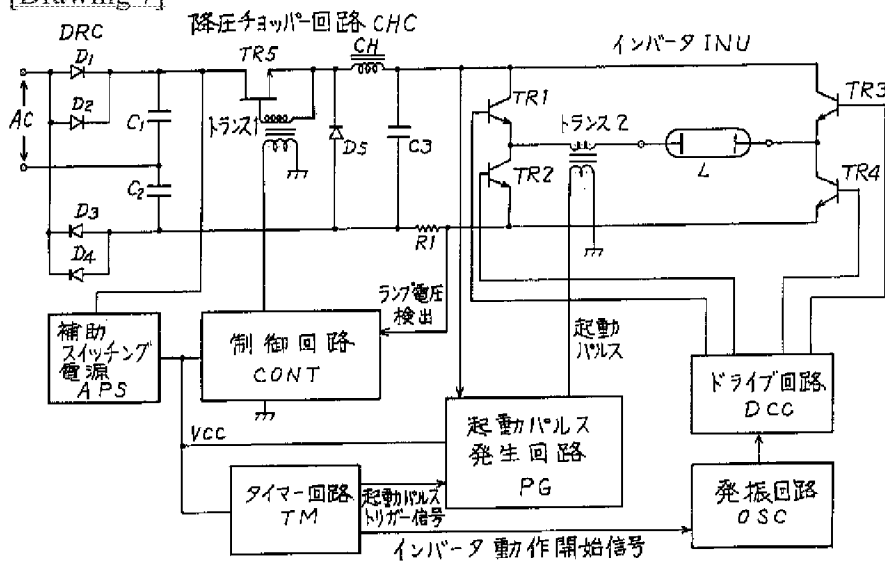 [Drawing 7]
降圧チョッパー回路 CHC
DRC
D1
TR5
CH
インバータ INU
TR3
D2
C1
TR1
AC
トランス1
トランス2
D5
C3
TR2
L
TR4
C2
D3
R1
D4
ランプ電圧
検出
起動
パルス
補助
スイッチング
電源
APS
制御回路
CONT
ドライブ回路
DCC
起動パルス
発生回路
PG
VCC
タイマー回路
TM
起動パルス
トリガー信号
発振回路
OSC
インバータ動作開始信号